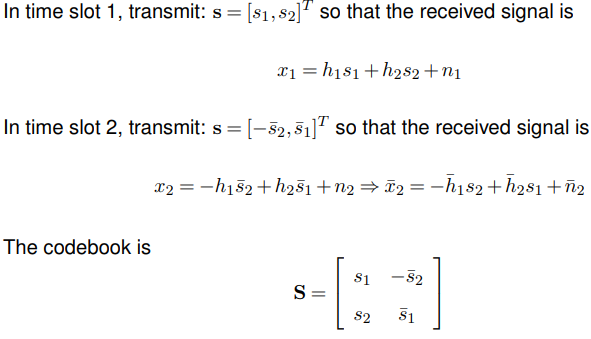 In time slot 1, transmit: s = [s₁, s₂]ᵀ so that the received signal is
x₁ = h₁s₁ + h₂s₂ + n₁
In time slot 2, transmit: s = [−s̄₂, s̄₁]ᵀ so that the received signal is
x₂ = −h₁s̄₂ + h₂s̄₁ + n₂ ⇒ x̄₂ = −h̄₁s₂ + h̄₂s₁ + n̄₂
The codebook is
S = [ s₁ −s̄₂
s₂ s̄₁ ]